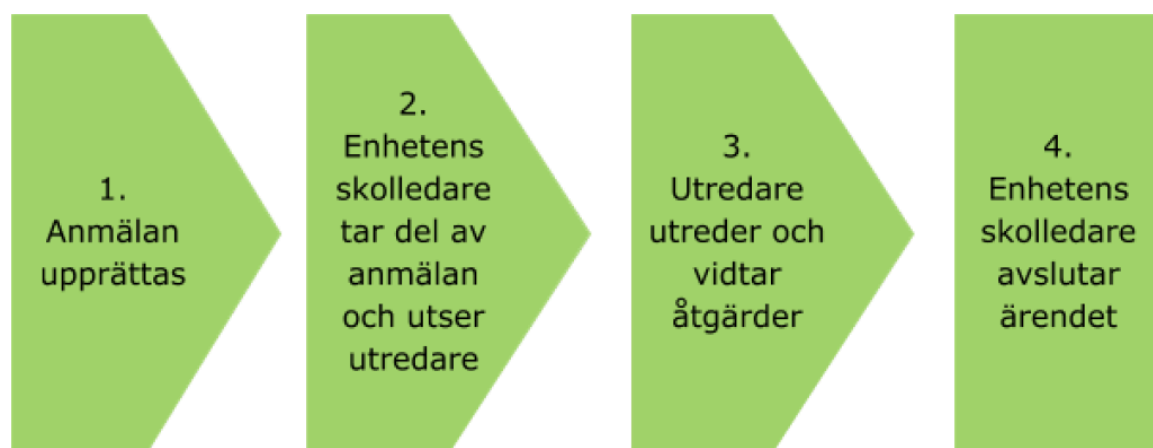 1.
Anmälan
upprättas
2.
Enhetens
skolledare
tar del av
anmälan
och utser
utredare
3.
Utredare
utreder och
vidtar
åtgärder
4.
Enhetens
skolledare
avslutar
ärendet